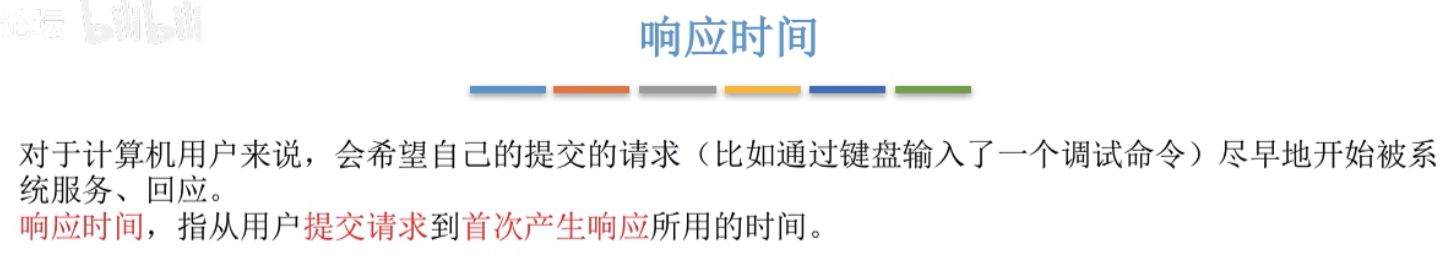 论坛 bilibili
响应时间
对于计算机用户来说，会希望自己的提交的请求（比如通过键盘输入了一个调试命令）尽早地开始被系
统服务、回应。
响应时间，指从用户提交请求到首次产生响应所用的时间。